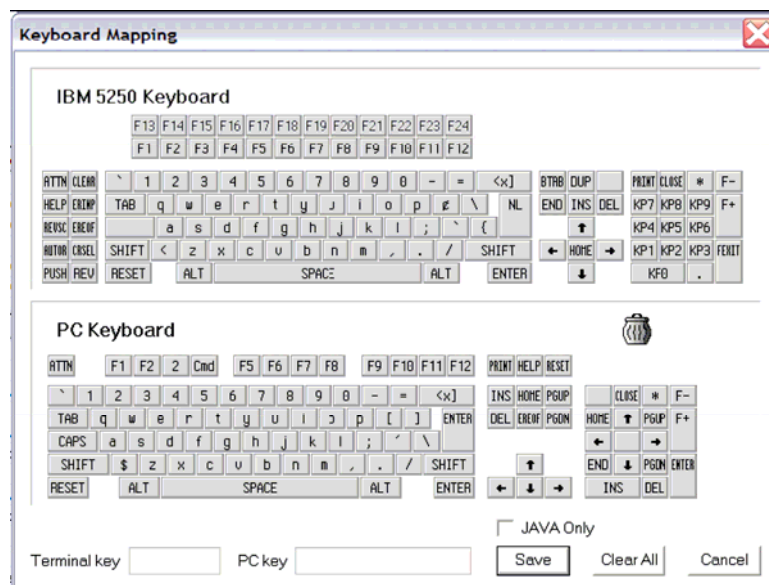 Keyboard Mapping
IBM 5250 Keyboard
F13 F14 F15 F16 F17 F18 F19 F20 F21 F22 F23 F24
F1 F2 F3 F4 F5 F6 F7 F8 F9 F10 F11 F12
ATTN CLEAR ` 1 2 3 4 5 6 7 8 9 0 - = <x] BTAB DUP PRINT CLOSE * F-
HELP ERINP TAB q w e r t y u i o p ¢ \ NL END INS DEL KP7 KP8 KP9 F+
REUSC EREOF a s d f g h j k l ; ` { ↑ KP4 KP5 KP6
AUTOR CRSEL SHIFT < z x c v b n m , . / SHIFT ← HOME → KP1 KP2 KP3 FEXIT
PUSH REV RESET ALT SPACE ALT ENTER ↓ KF0 .
PC Keyboard
ATTN F1 F2 2 Cmd F5 F6 F7 F8 F9 F10 F11 F12 PRINT HELP RESET
` 1 2 3 4 5 6 7 8 9 0 - = <x] INS HOME PGUP CLOSE * F-
TAB q w e r t y u i o p [ ] ENTER DEL EREOF PGDN HOME ↑ PGUP F+
CAPS a s d f g h j k l ; ´ \ ← →
SHIFT $ z x c v b n m , . / SHIFT ↑ END ↓ PGDN ENTER
RESET ALT SPACE ALT ENTER ← ↓ → INS DEL
JAVA Only
Terminal key PC key Save Clear All Cancel